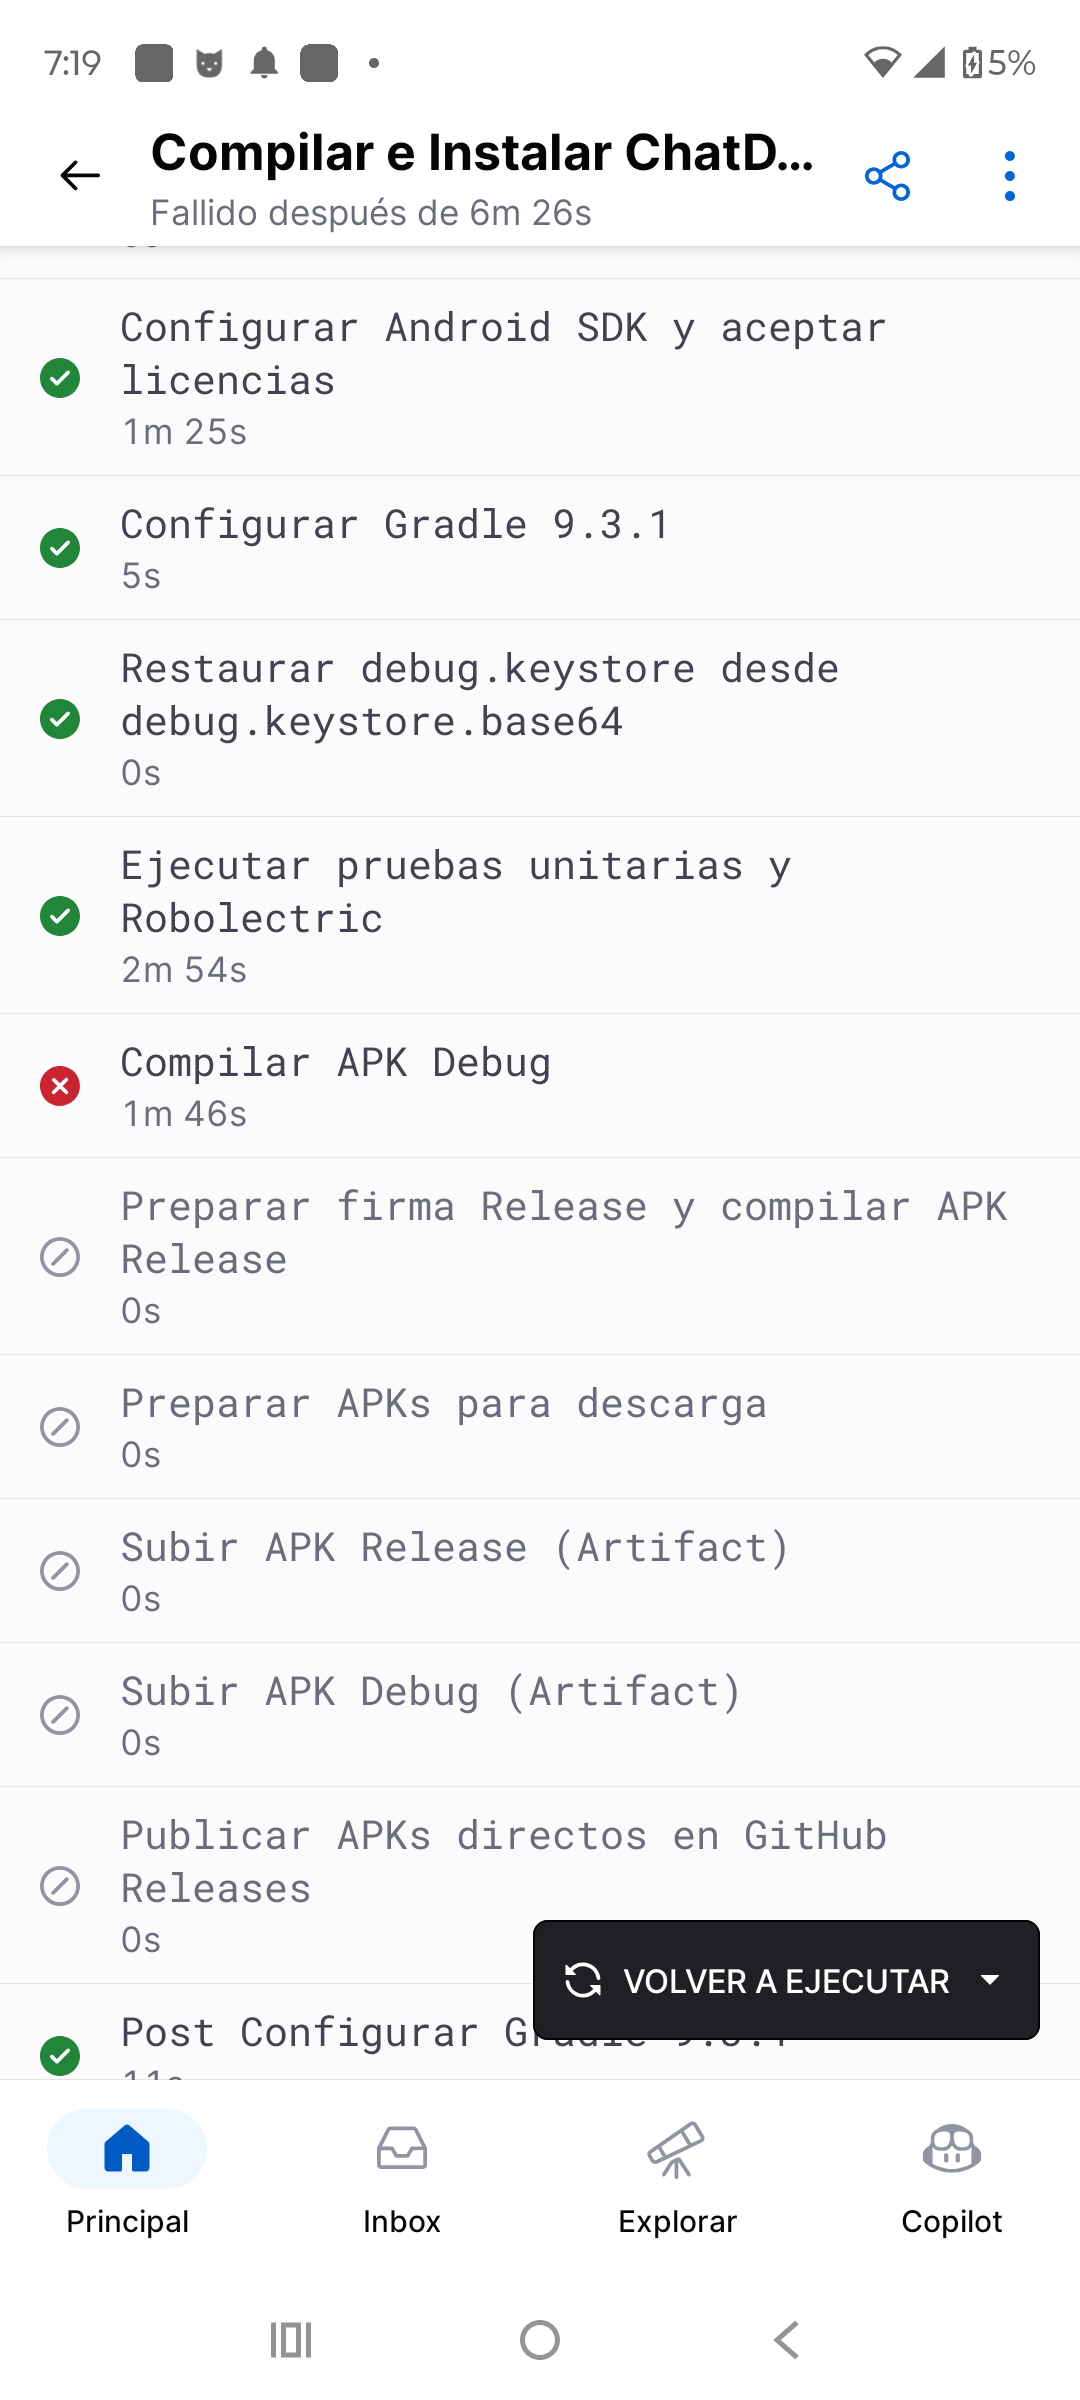 7:19
5%
Compilar e Instalar ChatD...
Fallido después de 6m 26s
Configurar Android SDK y aceptar
licencias
1m 25s
Configurar Gradle 9.3.1
5s
Restaurar debug.keystore desde
debug.keystore.base64
0s
Ejecutar pruebas unitarias y
Robolectric
2m 54s
Compilar APK Debug
1m 46s
Preparar firma Release y compilar APK
Release
0s
Preparar APKs para descarga
0s
Subir APK Release (Artifact)
0s
Subir APK Debug (Artifact)
0s
Publicar APKs directos en GitHub
Releases
0s
VOLVER A EJECUTAR
Post Configurar Gradle 9.3.1
Principal
Inbox
Explorar
Copilot